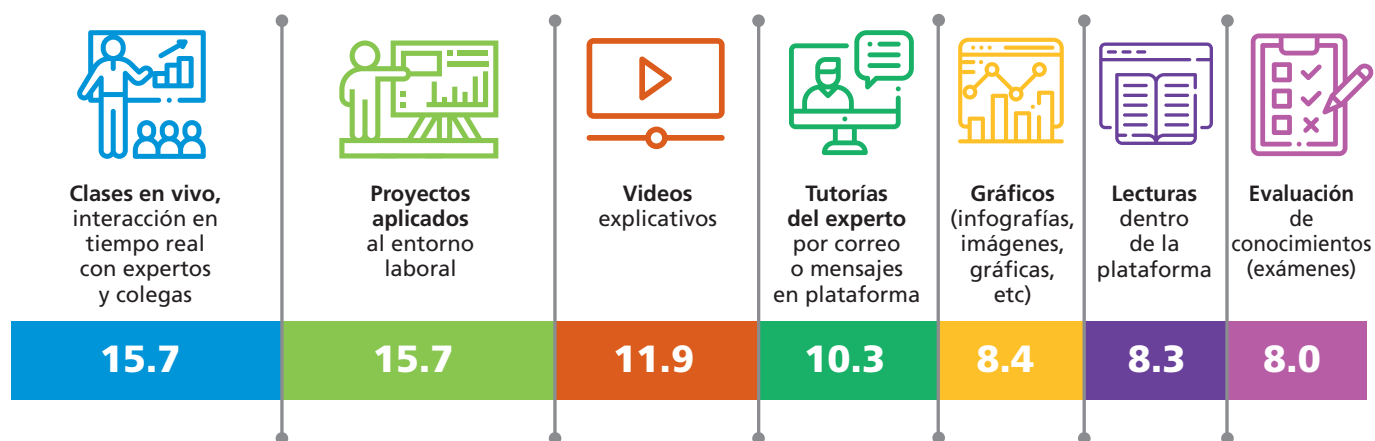 Clases en vivo,
interacción en
tiempo real
con expertos
y colegas
15.7
Proyectos
aplicados
al entorno
laboral
15.7
Videos
explicativos
11.9
Tutorías
del experto
por correo
o mensajes
en plataforma
10.3
Gráficos
(infografías,
imágenes,
gráficas,
etc)
8.4
Lecturas
dentro
de la
plataforma
8.3
Evaluación
de
conocimientos
(exámenes)
8.0